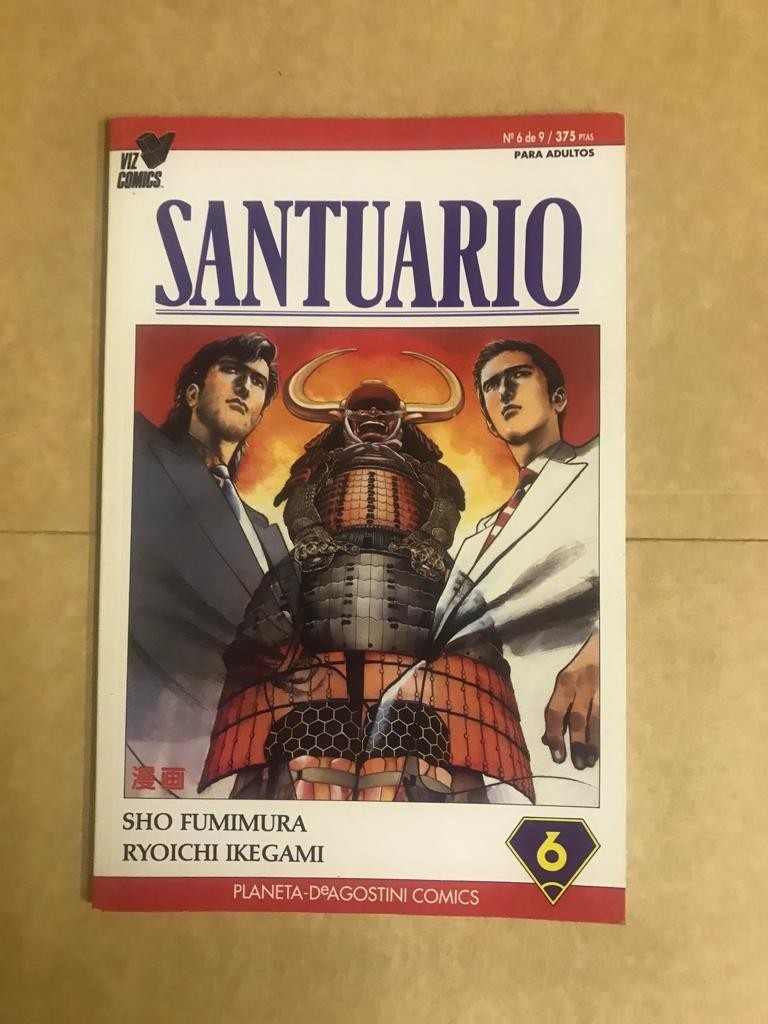 VIZ
COMICS™
Nº 6 de 9 / 375 PTAS
PARA ADULTOS
SANTUARIO
漫画
SHO FUMIMURA
RYOICHI IKEGAMI
6
PLANETA-DeAGOSTINI COMICS